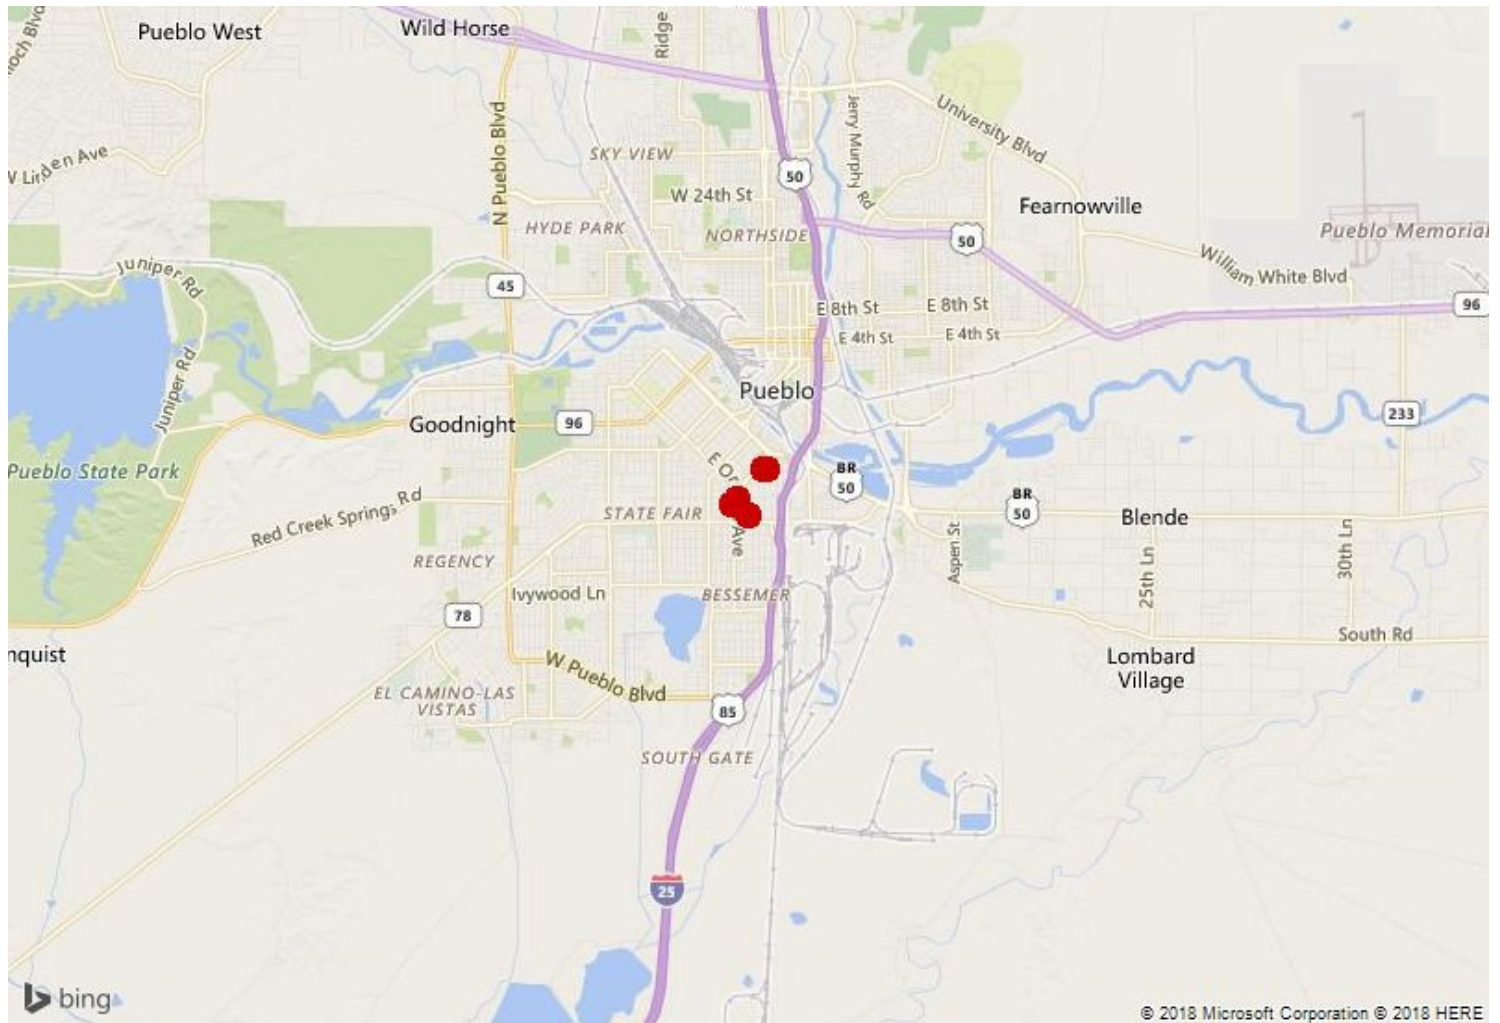 Pueblo West
Wild Horse
Ridge
och Blvd
N Pueblo Blvd
University Blvd
Jerry Murphy Rd
SKY VIEW
50
W 24th St
Fearnowville
HYDE PARK
NORTHSIDE
50
Pueblo Memorial
William White Blvd
Juniper Rd
45
E 8th St
E 8th St
96
E 4th St
E 4th St
Juniper Rd
Pueblo
Goodnight
96
233
Pueblo State Park
E Or
Ave
BR
50
BR
50
Red Creek Springs Rd
STATE FAIR
Blende
Aspen St
25th Ln
30th Ln
REGENCY
Ivywood Ln
BESSEMER
78
South Rd
nquist
W Pueblo Blvd
Lombard
Village
EL CAMINO-LAS
VISTAS
85
SOUTH GATE
25
bing
© 2018 Microsoft Corporation © 2018 HERE